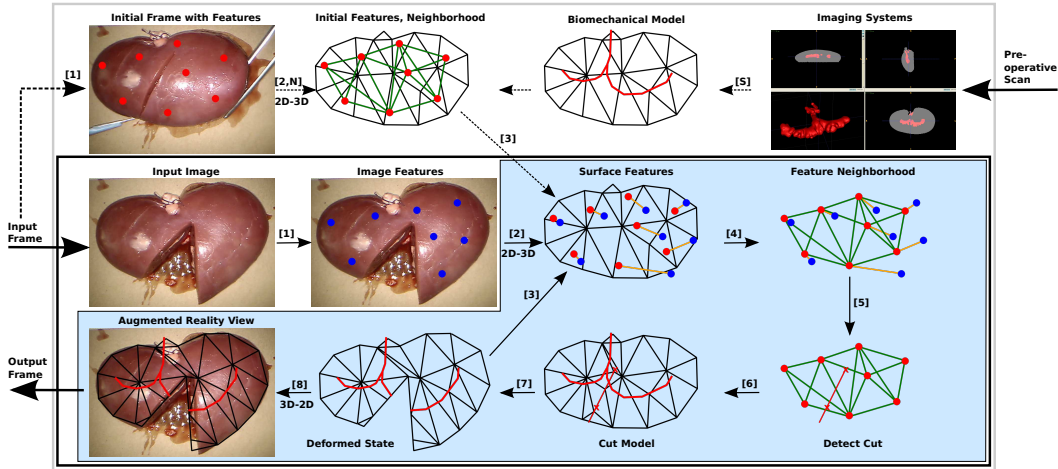 Initial Frame with Features
Initial Features, Neighborhood
Biomechanical Model
Imaging Systems
[1]
[2,N]
2D-3D
[S]
Pre-
operative
Scan
[3]
Input Image
Image Features
Surface Features
Feature Neighborhood
Input
Frame
[1]
[2]
2D-3D
[4]
[3]
[5]
Augmented Reality View
Output
Frame
[8]
3D-2D
[7]
[6]
Deformed State
Cut Model
Detect Cut